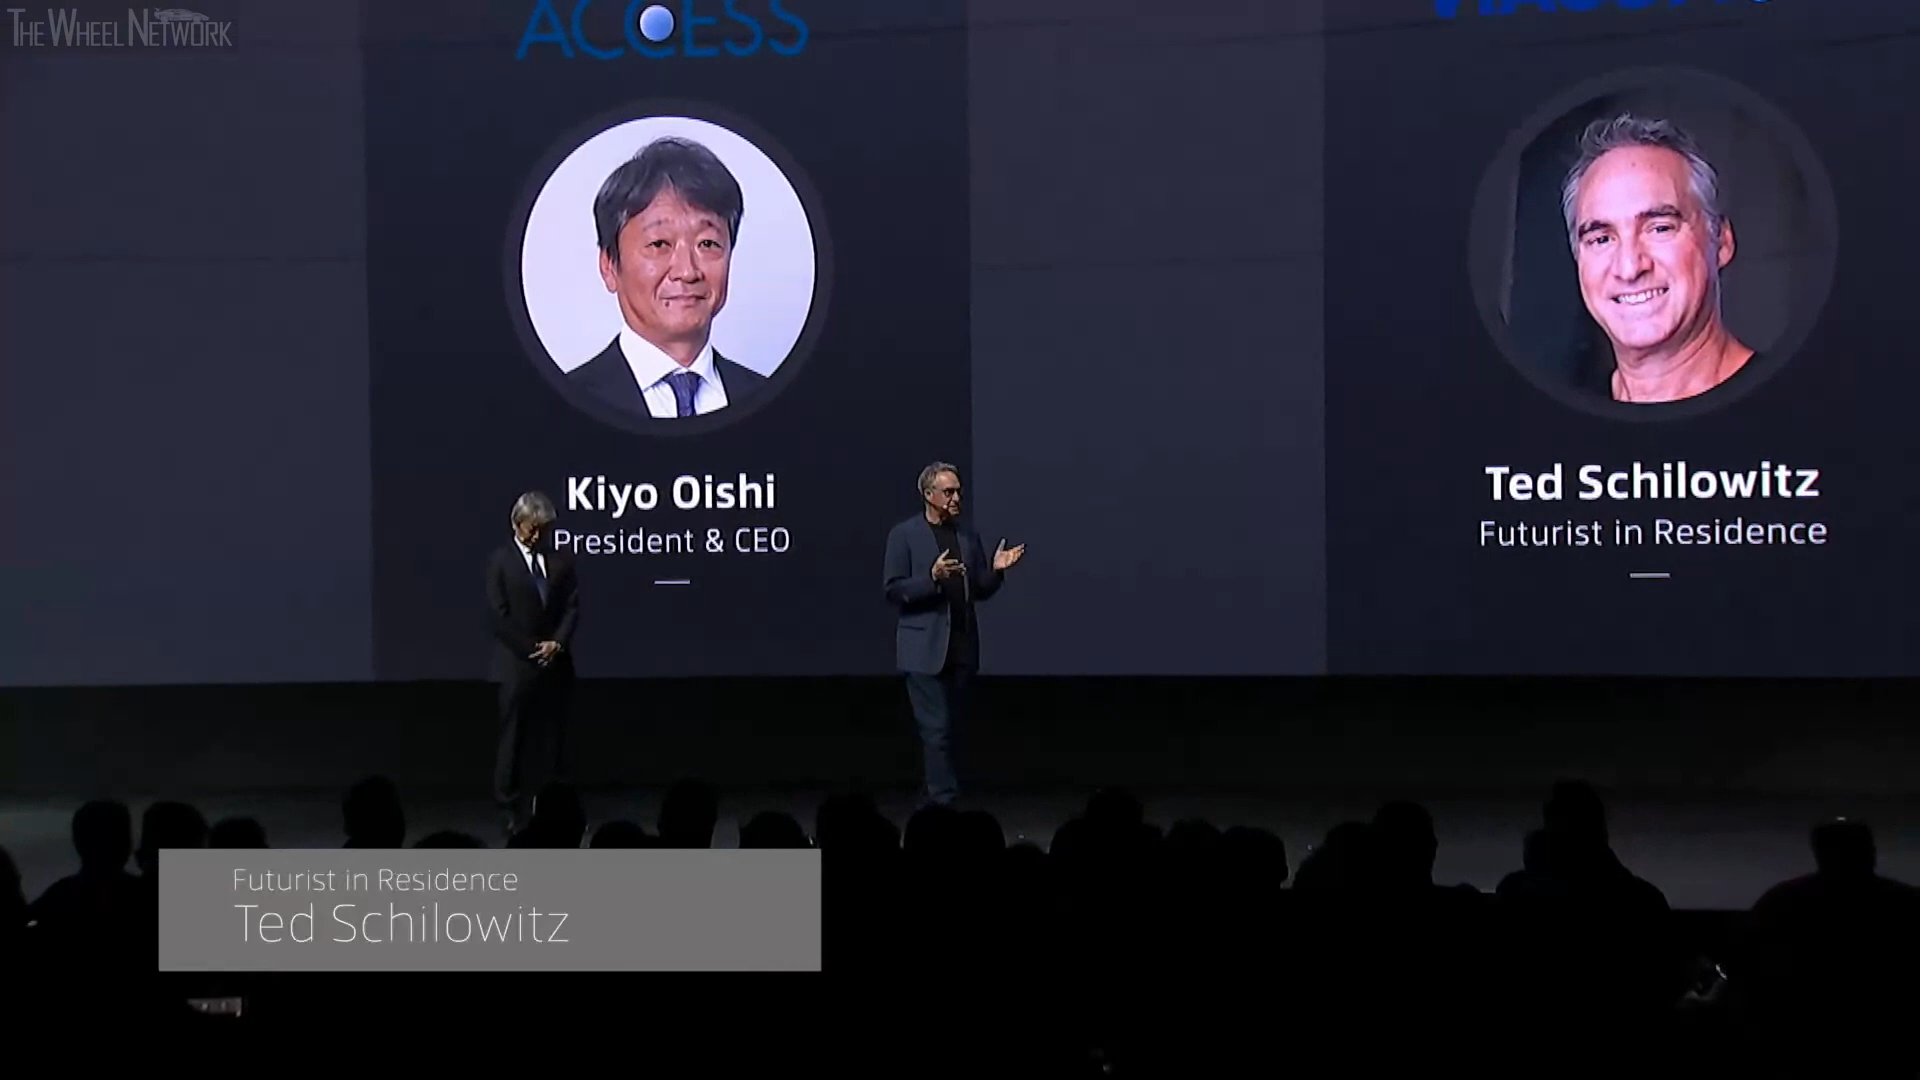 THE WHEEL NETWORK
ACCESS
Kiyo Oishi
President & CEO
Ted Schilowitz
Futurist in Residence
Futurist in Residence
Ted Schilowitz